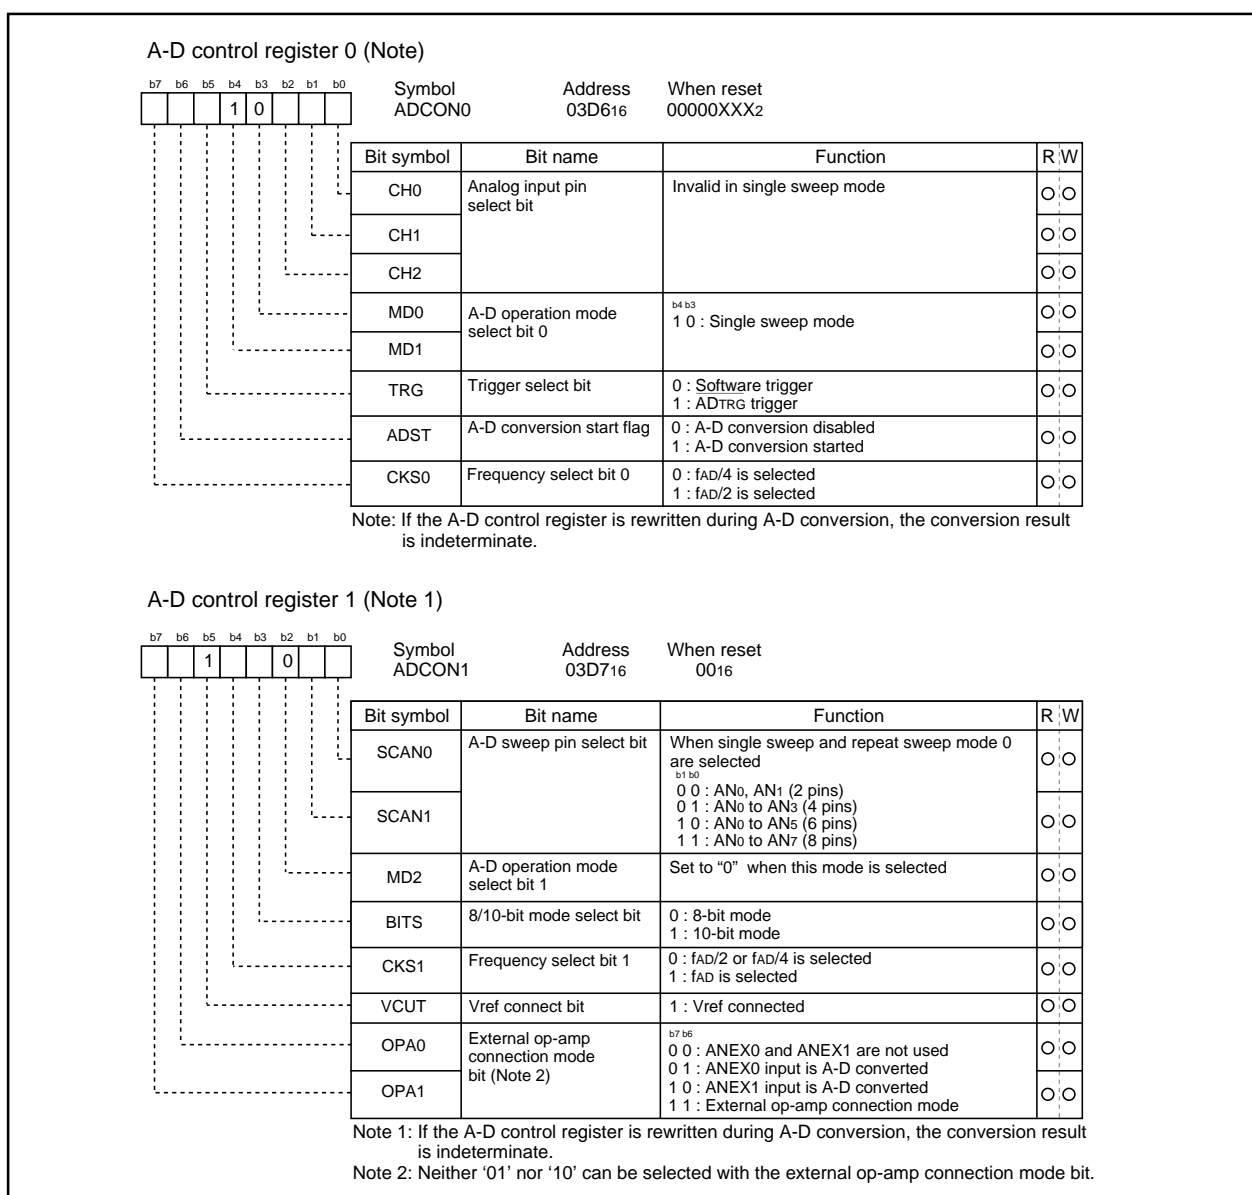 A-D control register 0 (Note)
b7 b6 b5 b4 b3 b2 b1 b0
1 0
Symbol Address When reset
ADCON0 03D616 00000XXX2
Bit symbol Bit name Function R W
CH0 Analog input pin select bit Invalid in single sweep mode
CH1
CH2
MD0 A-D operation mode select bit 0
b4 b3
1 0 : Single sweep mode
MD1
TRG Trigger select bit 0 : Software trigger
1 : ADTRG trigger
ADST A-D conversion start flag 0 : A-D conversion disabled
1 : A-D conversion started
CKS0 Frequency select bit 0 0 : fAD/4 is selected
1 : fAD/2 is selected
Note: If the A-D control register is rewritten during A-D conversion, the conversion result
is indeterminate.
A-D control register 1 (Note 1)
b7 b6 b5 b4 b3 b2 b1 b0
1 0
Symbol Address When reset
ADCON1 03D716 0016
Bit symbol Bit name Function R W
SCAN0 A-D sweep pin select bit When single sweep and repeat sweep mode 0
are selected
b1 b0
0 0 : AN0, AN1 (2 pins)
0 1 : AN0 to AN3 (4 pins)
SCAN1 1 0 : AN0 to AN5 (6 pins)
1 1 : AN0 to AN7 (8 pins)
MD2 A-D operation mode select bit 1 Set to “0” when this mode is selected
BITS 8/10-bit mode select bit 0 : 8-bit mode
1 : 10-bit mode
CKS1 Frequency select bit 1 0 : fAD/2 or fAD/4 is selected
1 : fAD is selected
VCUT Vref connect bit 1 : Vref connected
OPA0 External op-amp connection mode bit (Note 2)
b7 b6
0 0 : ANEX0 and ANEX1 are not used
0 1 : ANEX0 input is A-D converted
OPA1 1 0 : ANEX1 input is A-D converted
1 1 : External op-amp connection mode
Note 1: If the A-D control register is rewritten during A-D conversion, the conversion result
is indeterminate.
Note 2: Neither ‘01’ nor ‘10’ can be selected with the external op-amp connection mode bit.